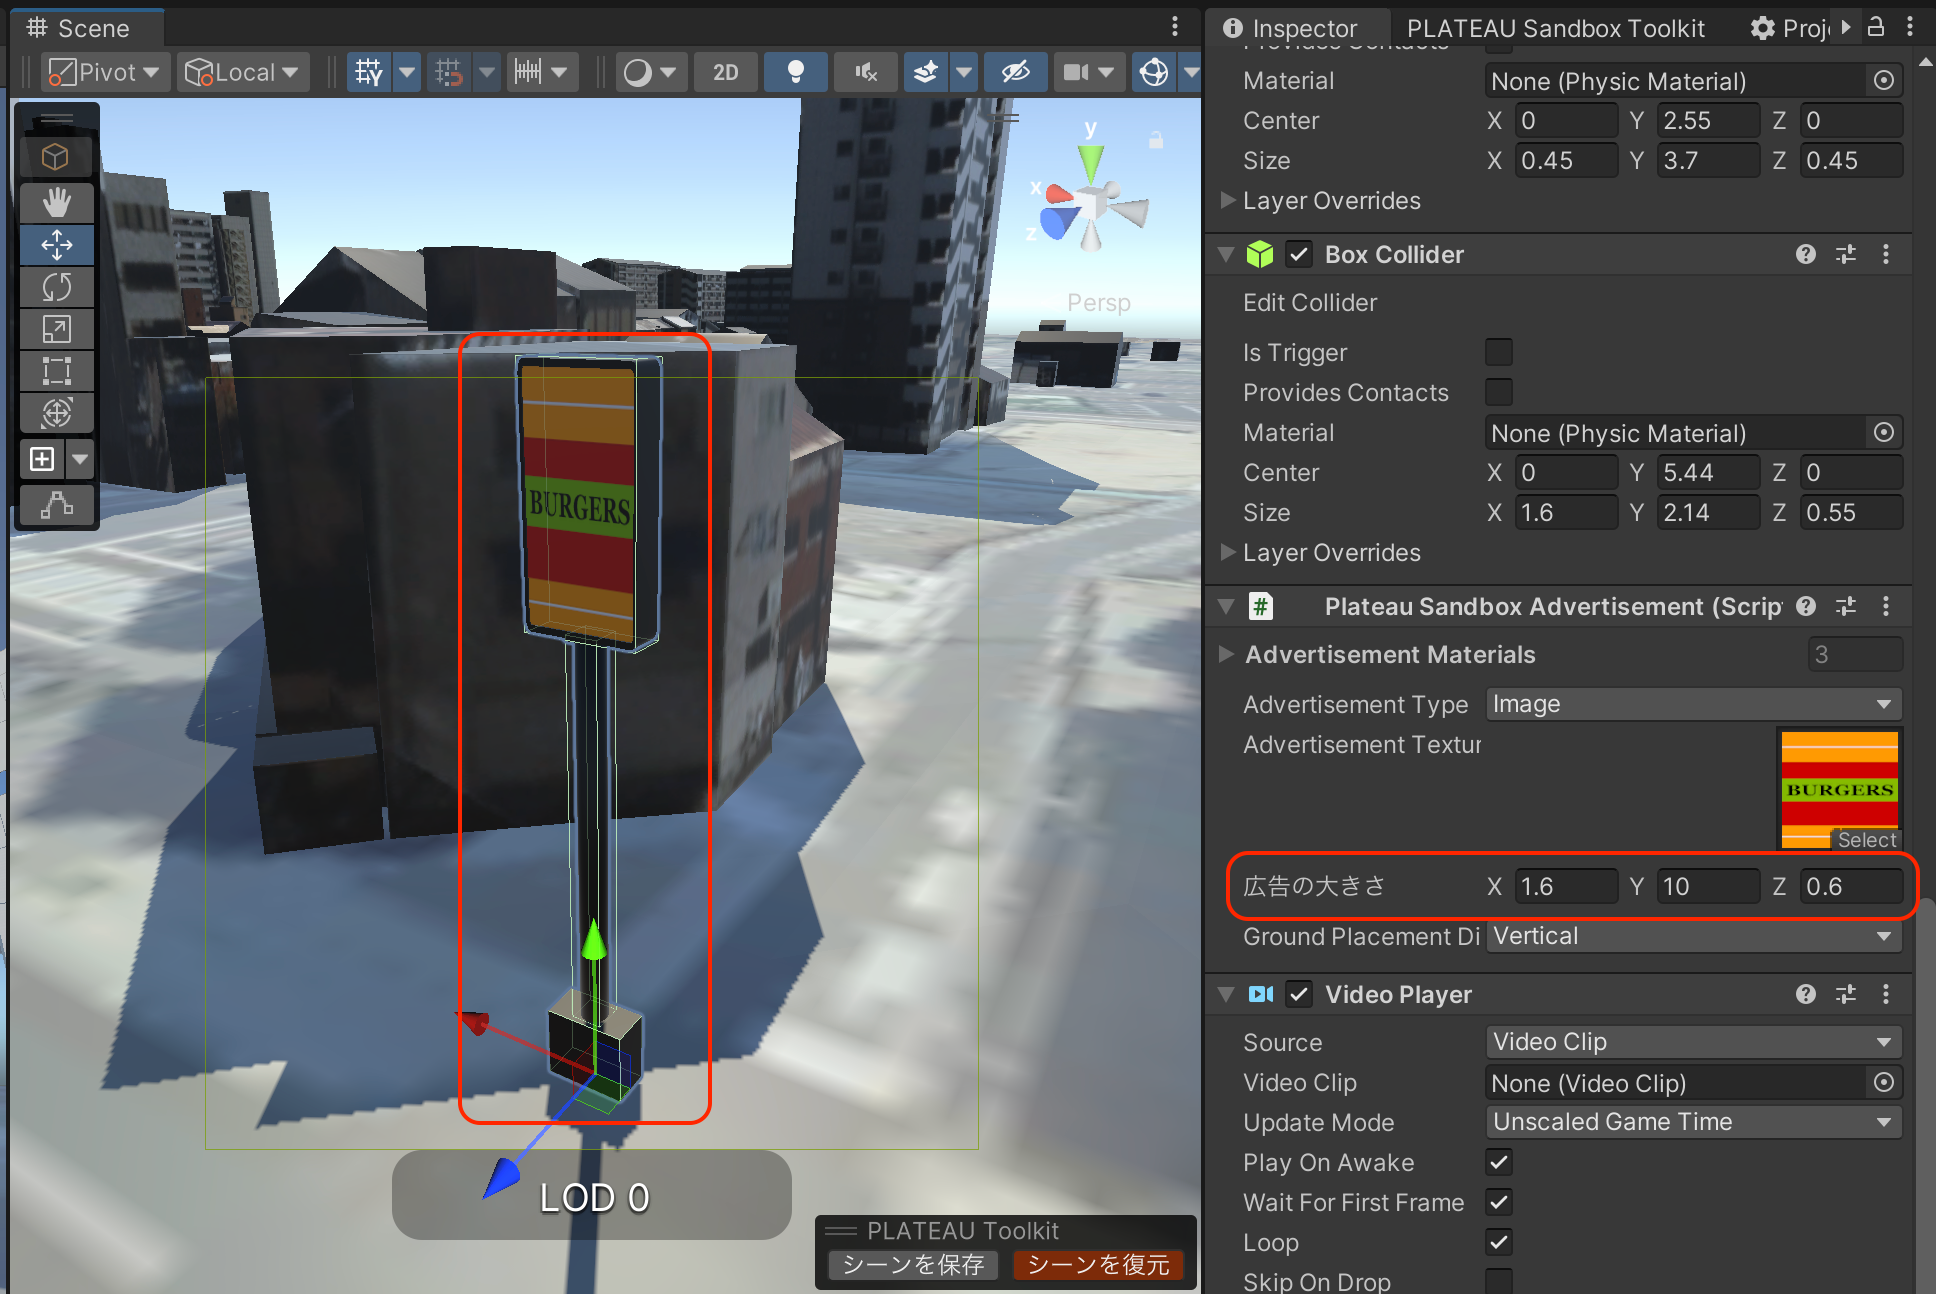 Scene
Pivot
Local
2D
y
x
z
Persp
BURGERS
LOD 0
PLATEAU Toolkit
シーンを保存
シーンを復元
Inspector
PLATEAU Sandbox Toolkit
Proj
Provides Contacts
Material
None (Physic Material)
Center
X 0 Y 2.55 Z 0
Size
X 0.45 Y 3.7 Z 0.45
Layer Overrides
Box Collider
Edit Collider
Is Trigger
Provides Contacts
Material
None (Physic Material)
Center
X 0 Y 5.44 Z 0
Size
X 1.6 Y 2.14 Z 0.55
Layer Overrides
Plateau Sandbox Advertisement (Scrip
Advertisement Materials
3
Advertisement Type
Image
Advertisement Textur
BURGERS
Select
広告の大きさ
X 1.6 Y 10 Z 0.6
Ground Placement Di
Vertical
Video Player
Source
Video Clip
Video Clip
None (Video Clip)
Update Mode
Unscaled Game Time
Play On Awake
Wait For First Frame
Loop
Skip On Drop